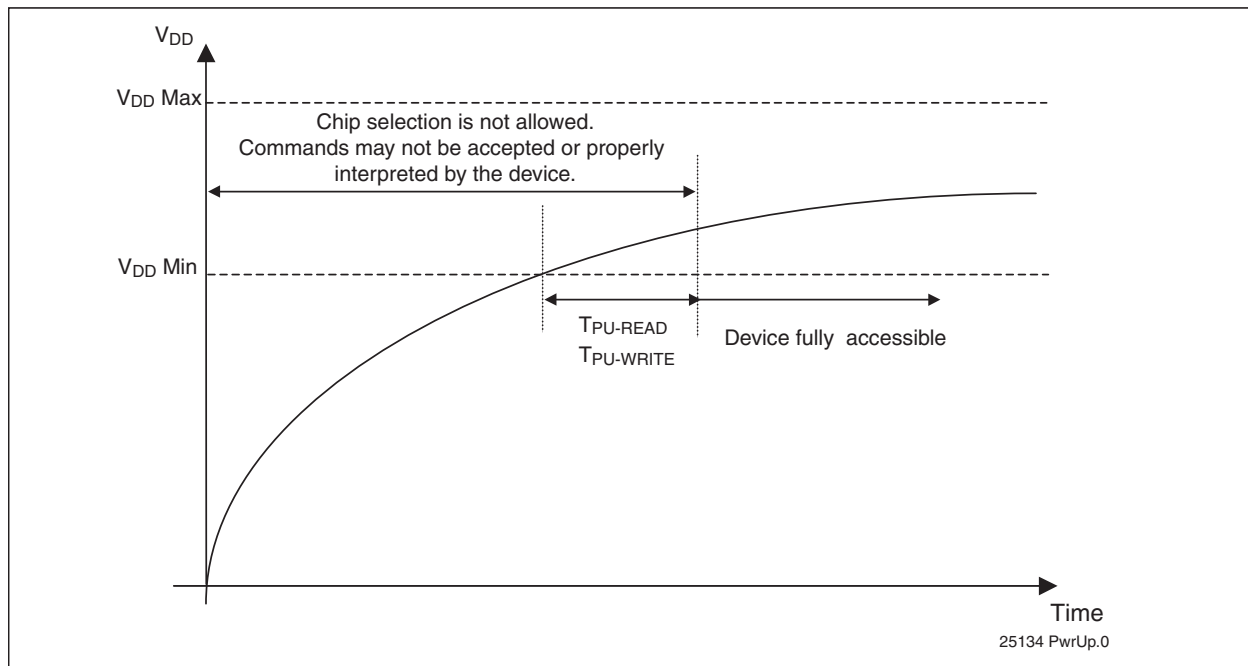 VDD
VDD Max
Chip selection is not allowed.
Commands may not be accepted or properly
interpreted by the device.
VDD Min
TPU-READ
TPU-WRITE
Device fully accessible
Time
25134 PwrUp.0